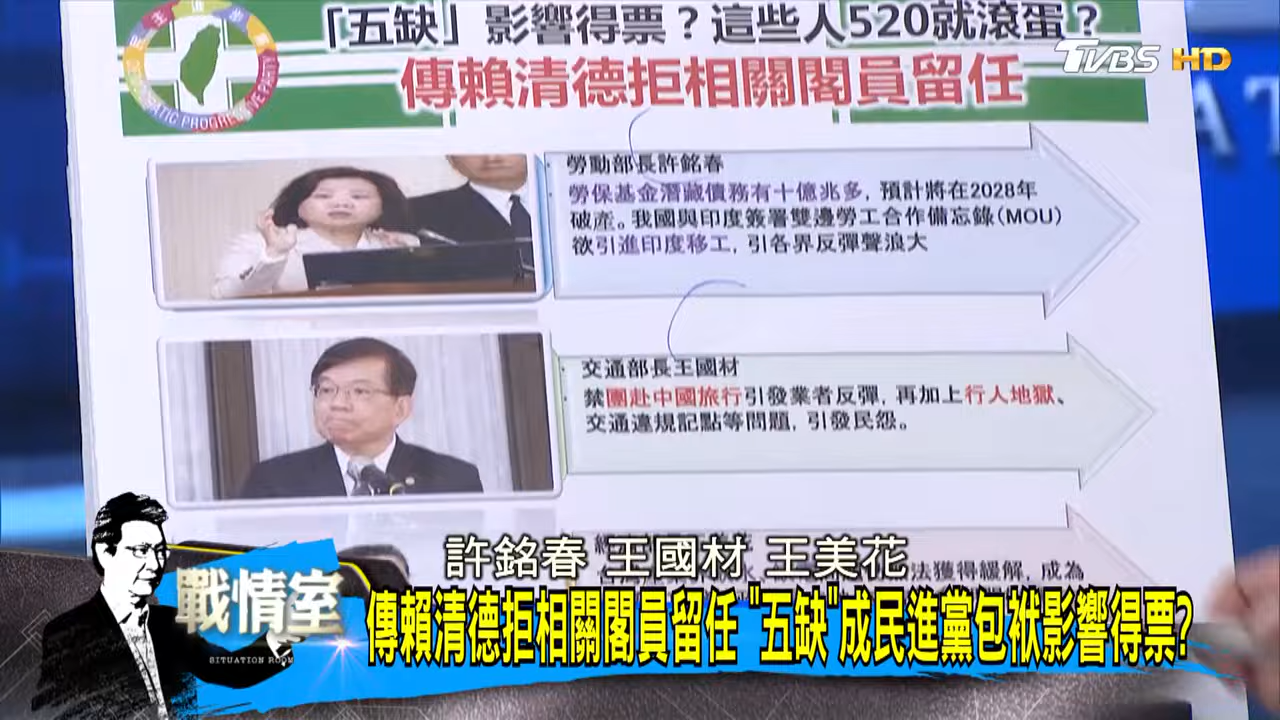 「五缺」影響得票？這些人520就滾蛋？
TVBS HD
傳賴清德拒相關閣員留任
民主進步黨
DEMOCRATIC PROGRESSIVE PARTY
勞動部長許銘春
勞保基金潛藏債務有十億兆多，預計將在2028年
破產。我國與印度簽署雙邊勞工合作備忘錄(MOU)
欲引進印度移工，引各界反彈聲浪大
交通部長王國材
禁團赴中國旅行引發業者反彈，再加上行人地獄、
交通違規記點等問題，引發民怨。
法獲得緩解，成為
許銘春 王國材 王美花
戰情室
SITUATION ROOM
傳賴清德拒相關閣員留任 "五缺"成民進黨包袱影響得票?